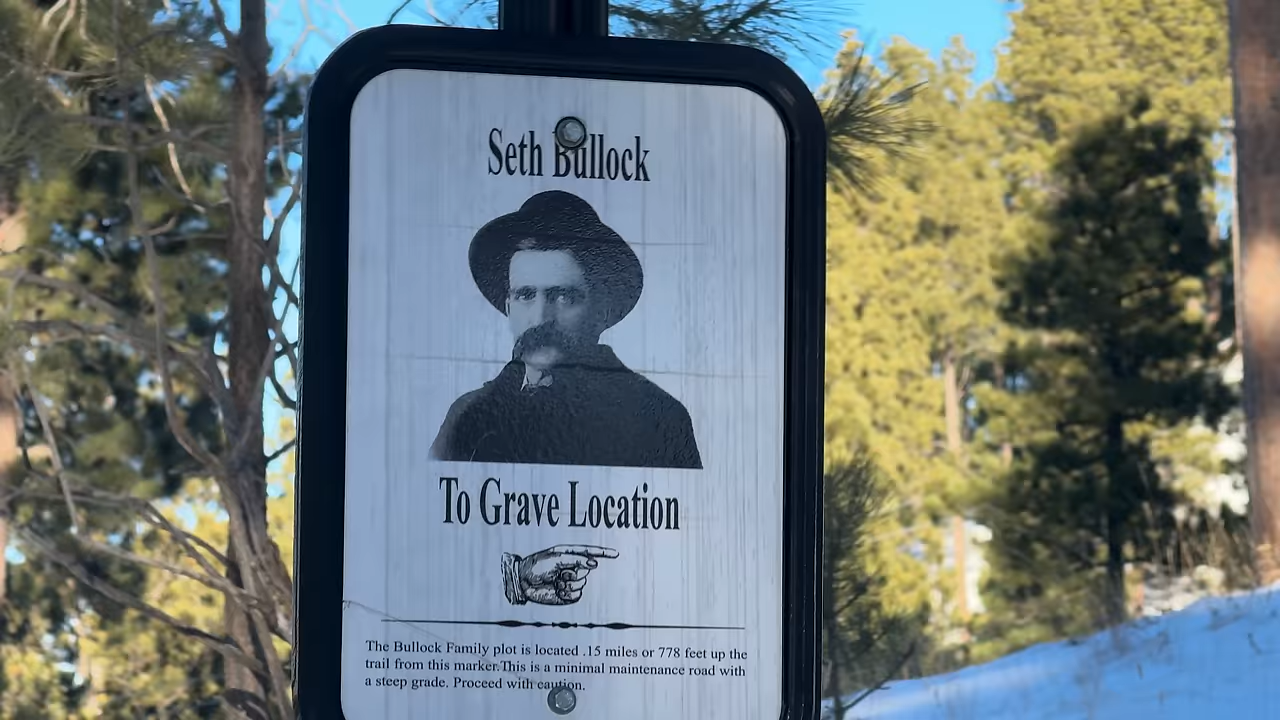 Seth Bullock
To Grave Location
The Bullock Family plot is located .15 miles or 778 feet up the
trail from this marker.This is a minimal maintenance road with
a steep grade. Proceed with caution.